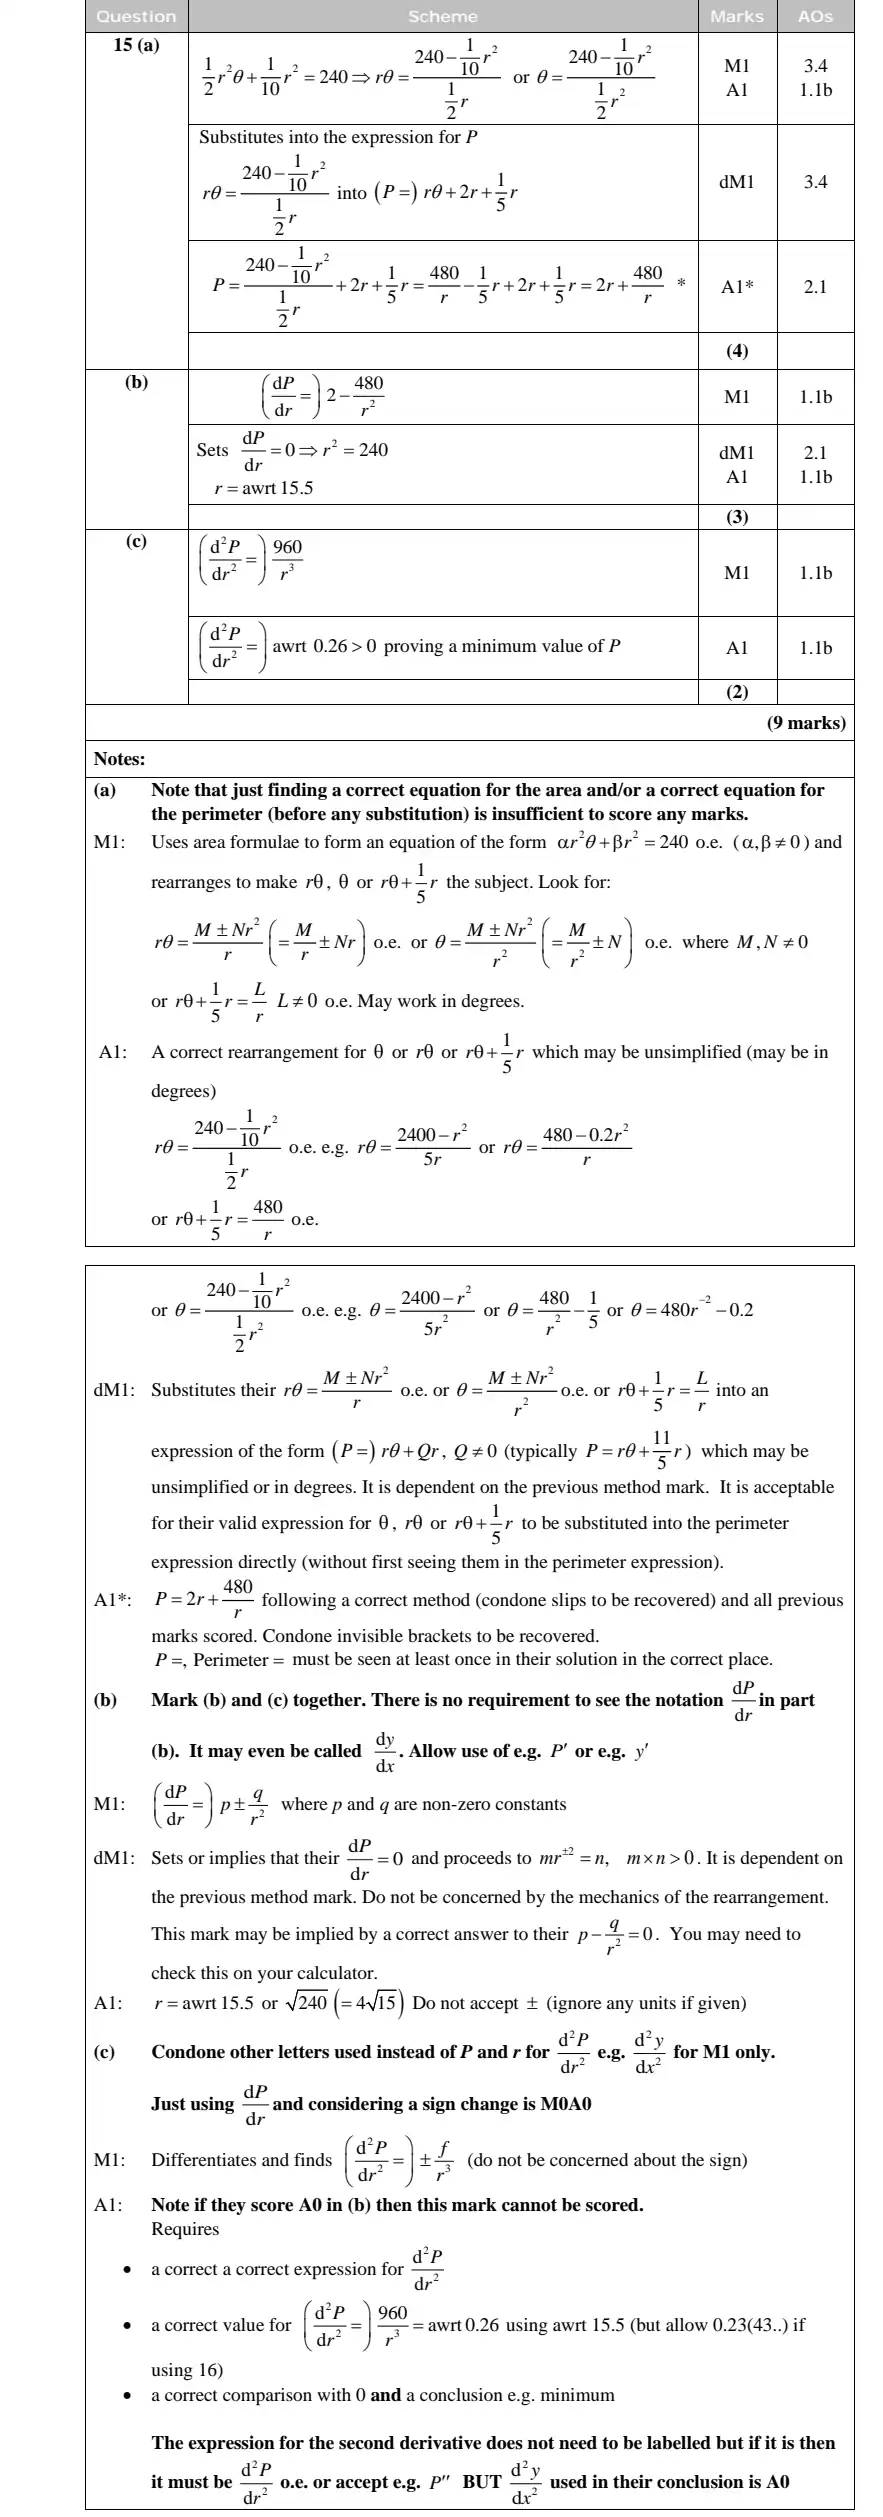 Question Scheme Marks AOs
15 (a) 1/2 r²θ + 1/10 r² = 240 ⇒ rθ = (240 − 1/10 r²)/(1/2 r) or θ = (240 − 1/10 r²)/(1/2 r²) M1 A1 3.4 1.1b
Substitutes into the expression for P
rθ = (240 − 1/10 r²)/(1/2 r) into (P =) rθ + 2r + 1/5 r dM1 3.4
P = (240 − 1/10 r²)/(1/2 r) + 2r + 1/5 r = 480/r − 1/5 r + 2r + 1/5 r = 2r + 480/r * A1* 2.1
(4)
(b) (dP/dr =) 2 − 480/r² M1 1.1b
Sets dP/dr = 0 ⇒ r² = 240 dM1 2.1
r = awrt 15.5 A1 1.1b
(3)
(c) (d²P/dr² =) 960/r³ M1 1.1b
(d²P/dr² =) awrt 0.26 > 0 proving a minimum value of P A1 1.1b
(2)
(9 marks)
Notes:
(a) Note that just finding a correct equation for the area and/or a correct equation for
the perimeter (before any substitution) is insufficient to score any marks.
M1: Uses area formulae to form an equation of the form αr²θ + βr² = 240 o.e. (α,β ≠ 0) and
rearranges to make rθ, θ or rθ + 1/5 r the subject. Look for:
rθ = (M ± Nr²)/r (= M/r ± Nr) o.e. or θ = (M ± Nr²)/r² (= M/r² ± N) o.e. where M, N ≠ 0
or rθ + 1/5 r = L/r L ≠ 0 o.e. May work in degrees.
A1: A correct rearrangement for θ or rθ or rθ + 1/5 r which may be unsimplified (may be in
degrees)
rθ = (240 − 1/10 r²)/(1/2 r) o.e. e.g. rθ = (2400 − r²)/5r or rθ = (480 − 0.2r²)/r
or rθ + 1/5 r = 480/r o.e.
or θ = (240 − 1/10 r²)/(1/2 r²) o.e. e.g. θ = (2400 − r²)/5r² or θ = 480/r² − 1/5 or θ = 480r⁻² − 0.2
dM1: Substitutes their rθ = (M ± Nr²)/r o.e. or θ = (M ± Nr²)/r² o.e. or rθ + 1/5 r = L/r into an
expression of the form (P =) rθ + Qr, Q ≠ 0 (typically P = rθ + 11/5 r) which may be
unsimplified or in degrees. It is dependent on the previous method mark. It is acceptable
for their valid expression for θ, rθ or rθ + 1/5 r to be substituted into the perimeter
expression directly (without first seeing them in the perimeter expression).
A1*: P = 2r + 480/r following a correct method (condone slips to be recovered) and all previous
marks scored. Condone invisible brackets to be recovered.
P =, Perimeter = must be seen at least once in their solution in the correct place.
(b) Mark (b) and (c) together. There is no requirement to see the notation dP/dr in part
(b). It may even be called dy/dx. Allow use of e.g. P′ or e.g. y′
M1: (dP/dr =) p ± q/r² where p and q are non-zero constants
dM1: Sets or implies that their dP/dr = 0 and proceeds to mr^±2 = n, m × n > 0. It is dependent on
the previous method mark. Do not be concerned by the mechanics of the rearrangement.
This mark may be implied by a correct answer to their p − q/r² = 0. You may need to
check this on your calculator.
A1: r = awrt 15.5 or √240 (= 4√15) Do not accept ± (ignore any units if given)
(c) Condone other letters used instead of P and r for d²P/dr² e.g. d²y/dx² for M1 only.
Just using dP/dr and considering a sign change is M0A0
M1: Differentiates and finds (d²P/dr² =) ± f/r³ (do not be concerned about the sign)
A1: Note if they score A0 in (b) then this mark cannot be scored.
Requires
• a correct a correct expression for d²P/dr²
• a correct value for (d²P/dr² =) 960/r³ = awrt 0.26 using awrt 15.5 (but allow 0.23(43..) if
using 16)
• a correct comparison with 0 and a conclusion e.g. minimum
The expression for the second derivative does not need to be labelled but if it is then
it must be d²P/dr² o.e. or accept e.g. P″ BUT d²y/dx² used in their conclusion is A0